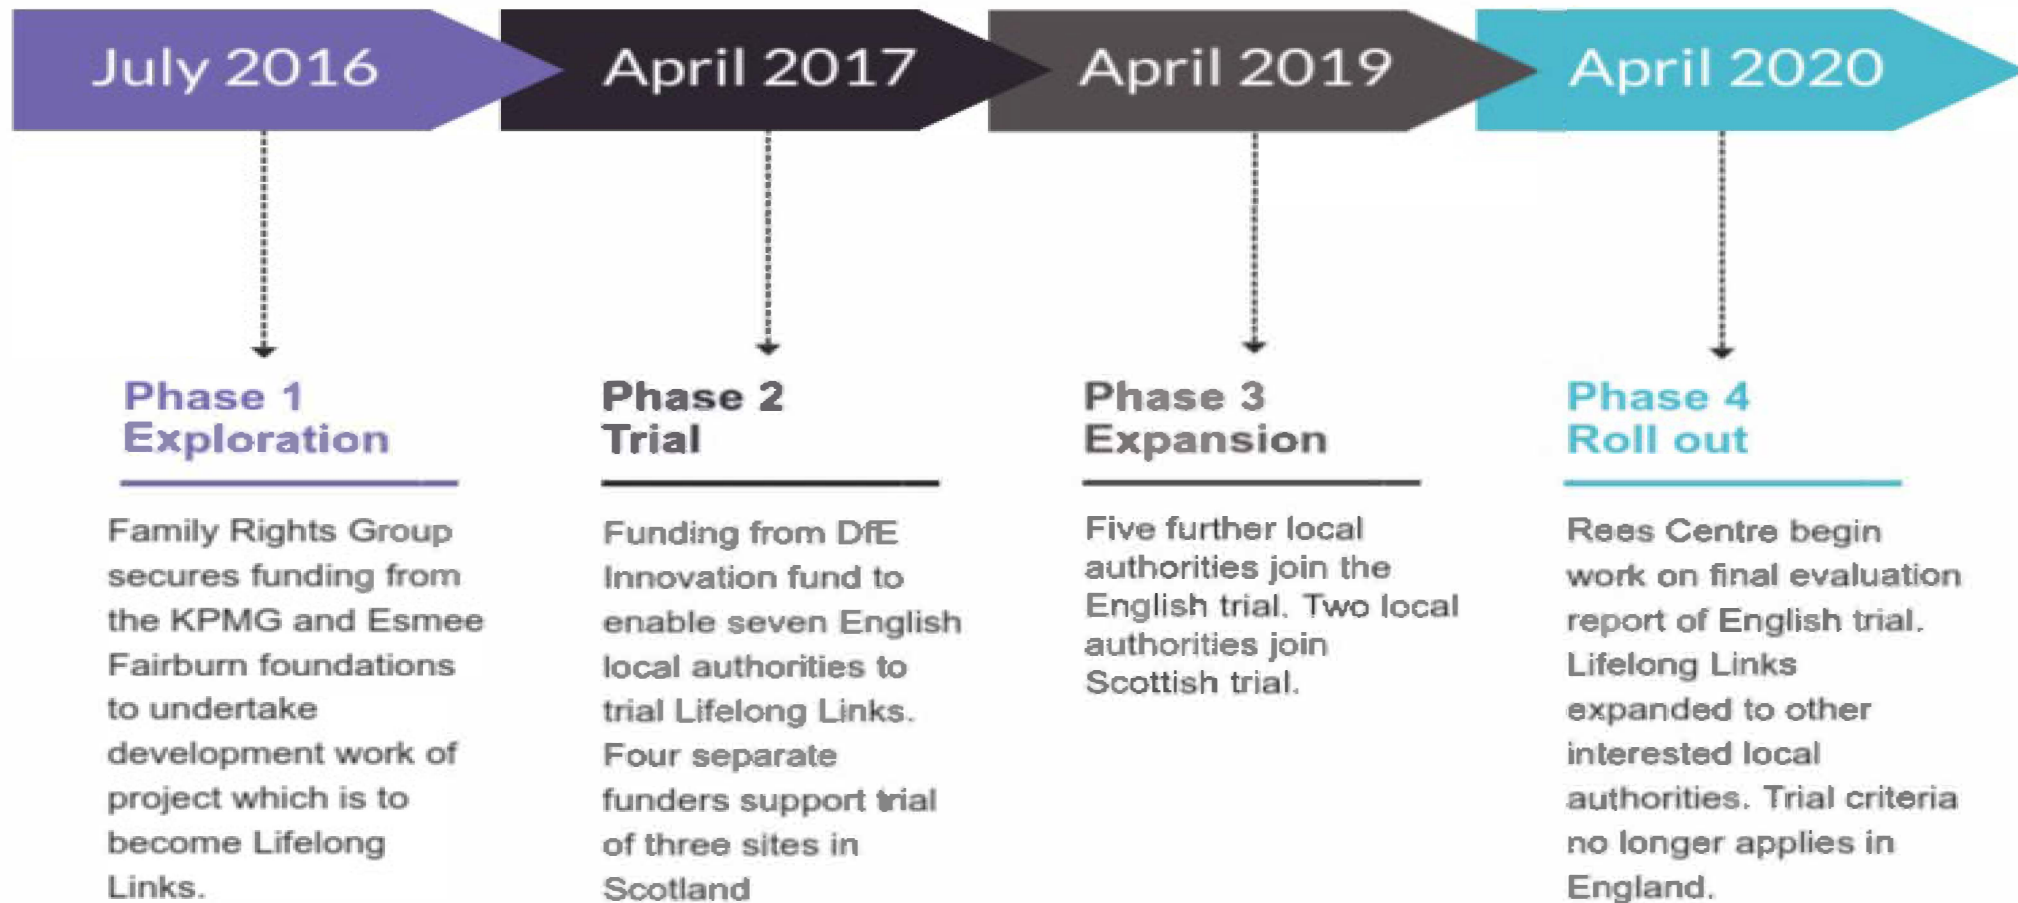 July 2016
April 2017
April 2019
April 2020
Phase 1
Exploration
Family Rights Group
secures funding from
the KPMG and Esmee
Fairburn foundations
to undertake
development work of
project which is to
become Lifelong
Links.
Phase 2
Trial
Funding from DfE
Innovation fund to
enable seven English
local authorities to
trial Lifelong Links.
Four separate
funders support trial
of three sites in
Scotland
Phase 3
Expansion
Five further local
authorities join the
English trial. Two local
authorities join
Scottish trial.
Phase 4
Roll out
Rees Centre begin
work on final evaluation
report of English trial.
Lifelong Links
expanded to other
interested local
authorities. Trial criteria
no longer applies in
England.